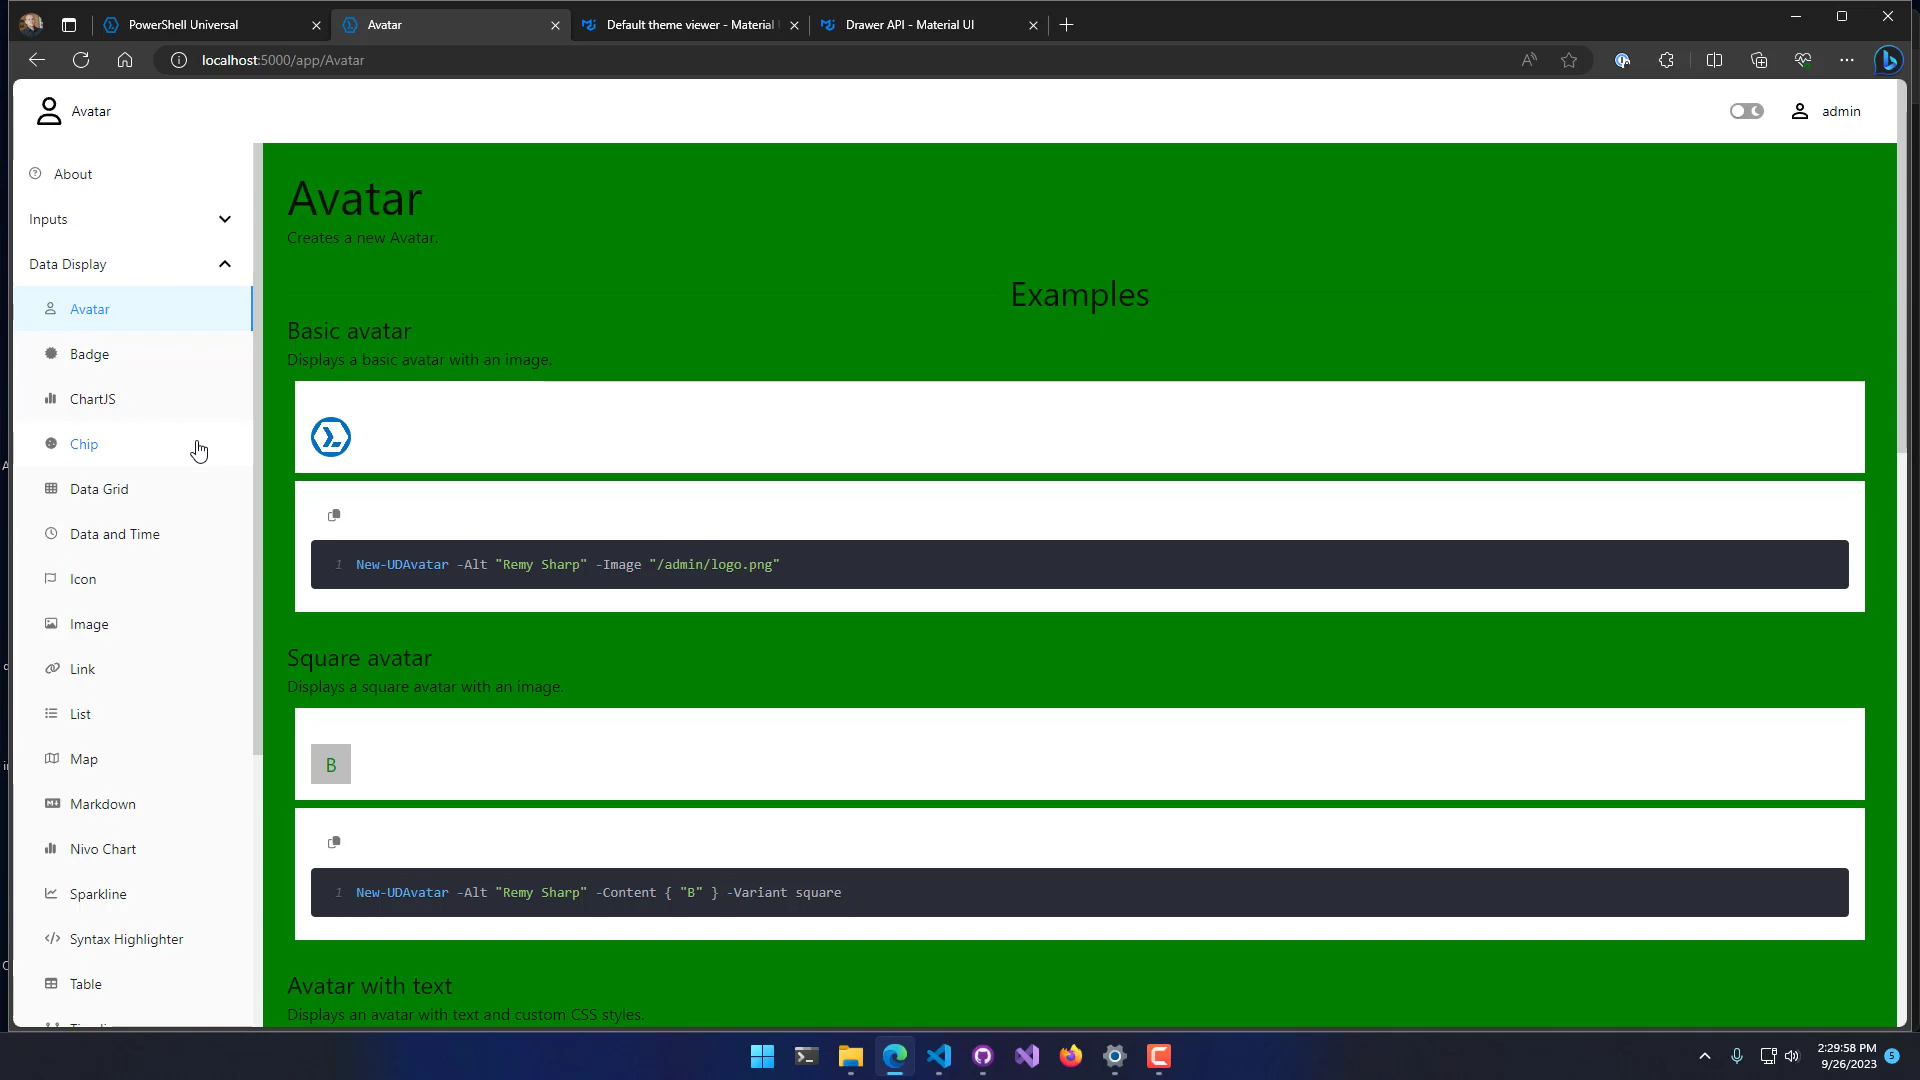 PowerShell Universal
Avatar
Default theme viewer - Material
Drawer API - Material UI
localhost:5000/app/Avatar
Avatar
admin
About
Inputs
Data Display
Avatar
Badge
ChartJS
Chip
Data Grid
Data and Time
Icon
Image
Link
List
Map
Markdown
Nivo Chart
Sparkline
Syntax Highlighter
Table
Avatar
Creates a new Avatar.
Examples
Basic avatar
Displays a basic avatar with an image.
1 New-UDAvatar -Alt "Remy Sharp" -Image "/admin/logo.png"
Square avatar
Displays a square avatar with an image.
B
1 New-UDAvatar -Alt "Remy Sharp" -Content { "B" } -Variant square
Avatar with text
Displays an avatar with text and custom CSS styles.
2:29:58 PM
9/26/2023
5